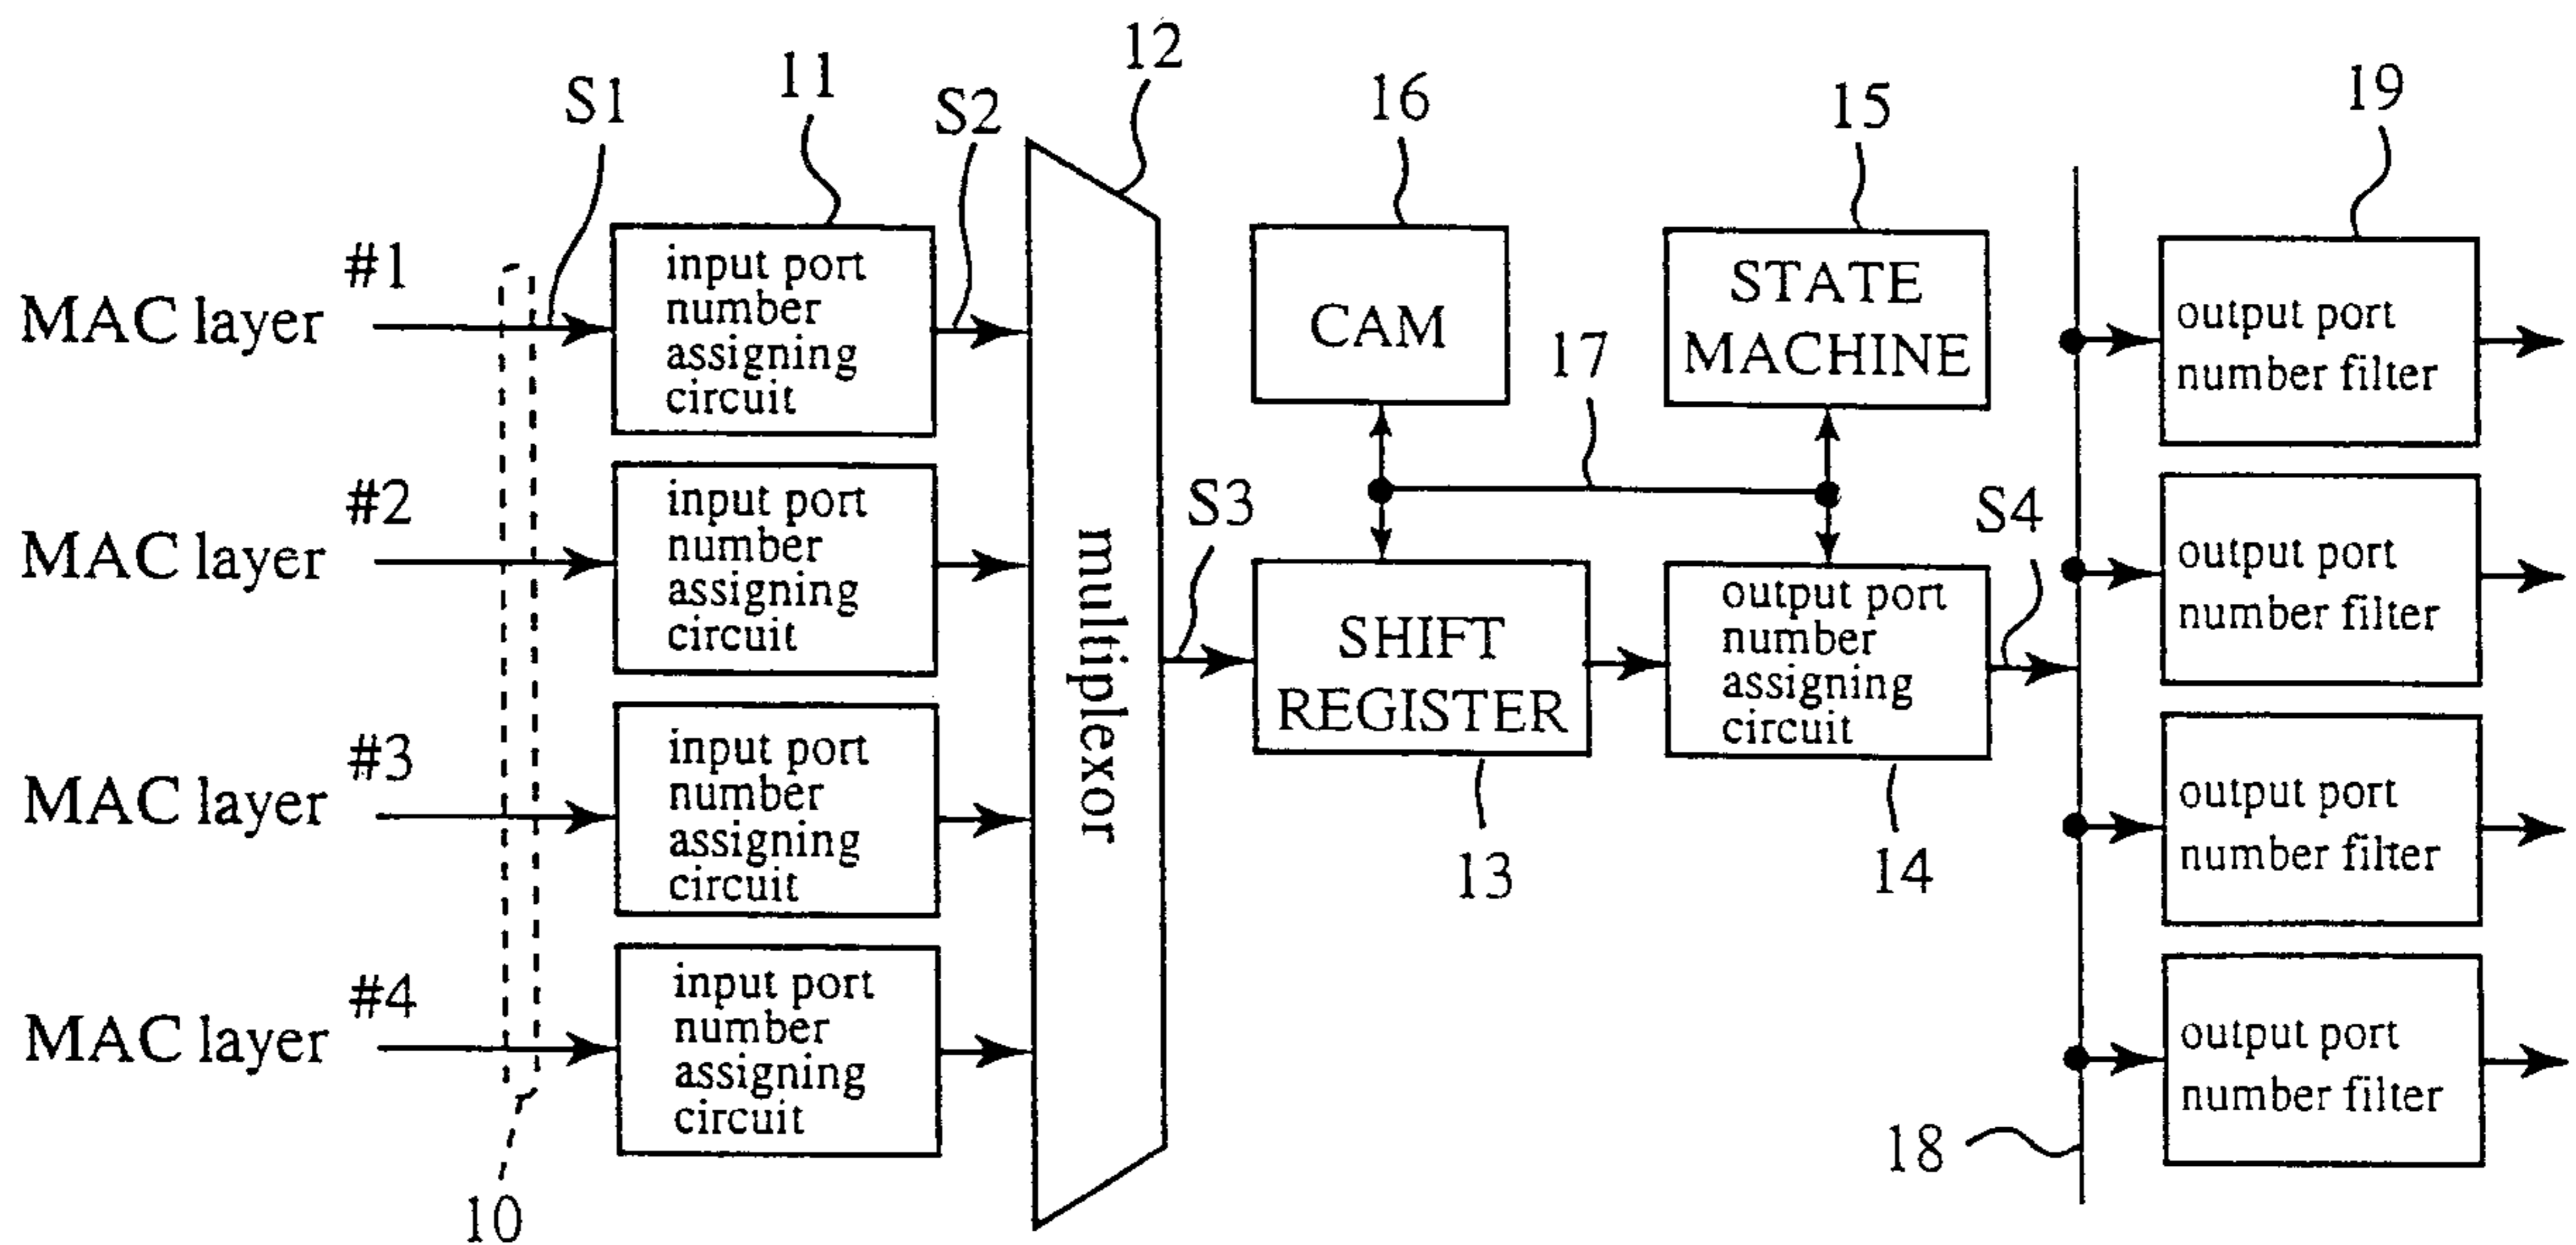 12
11
16
15
19
S1
S2
#1
MAC layer
input port
number
assigning
circuit
CAM
STATE
MACHINE
17
output port
number filter
#2
MAC layer
input port
number
assigning
circuit
multiplexor
S3
S4
output port
number filter
SHIFT
REGISTER
output port
number
assigning
circuit
#3
MAC layer
input port
number
assigning
circuit
13
14
output port
number filter
#4
MAC layer
input port
number
assigning
circuit
output port
number filter
18
10